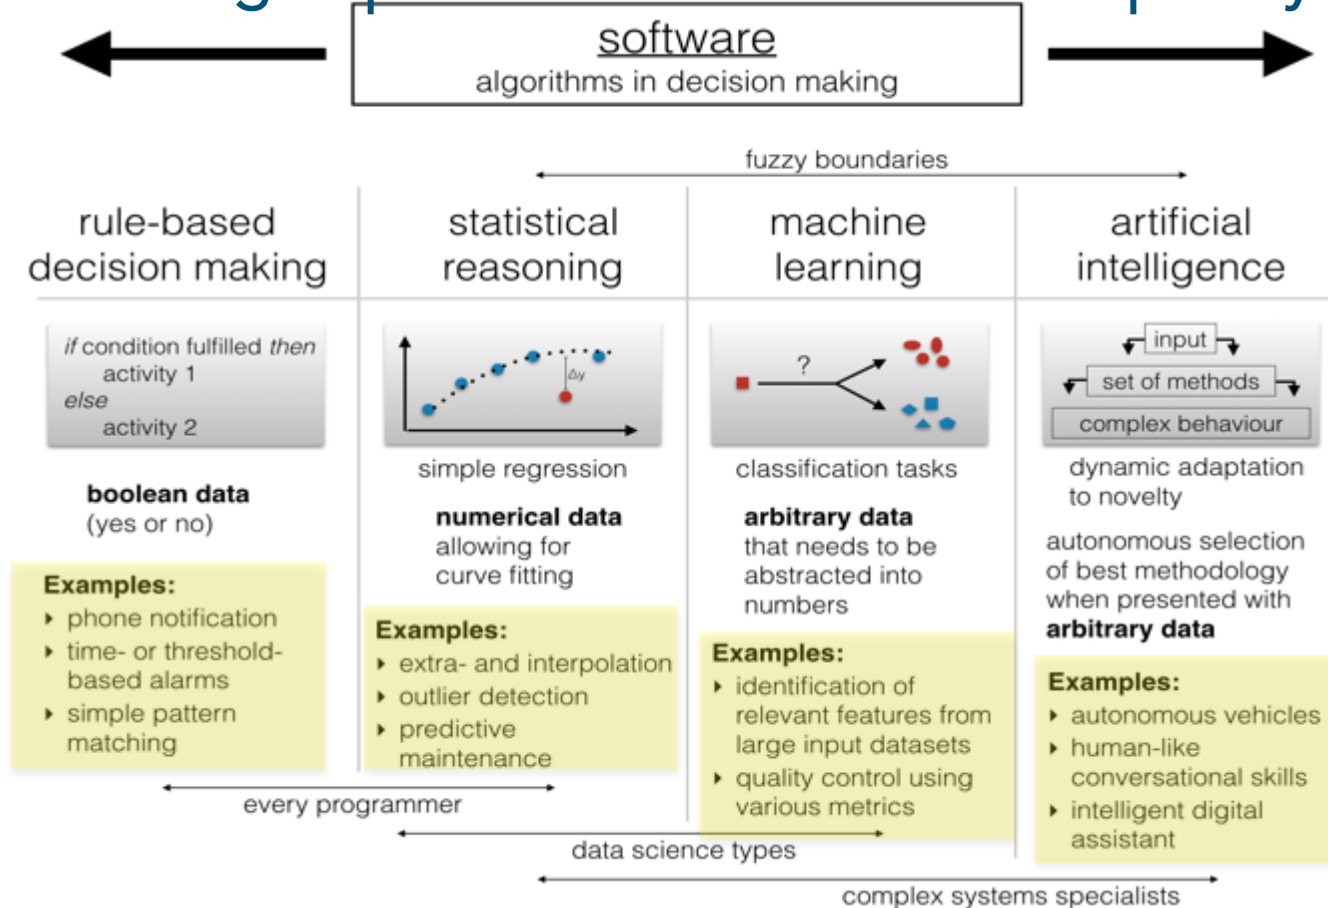 software
algorithms in decision making
fuzzy boundaries
rule-based
decision making
if condition fulfilled then
activity 1
else
activity 2
boolean data
(yes or no)
Examples:
‣ phone notification
‣ time- or threshold-
based alarms
‣ simple pattern
matching
statistical
reasoning
Δy
simple regression
numerical data
allowing for
curve fitting
Examples:
‣ extra- and interpolation
‣ outlier detection
‣ predictive
maintenance
machine
learning
?
classification tasks
arbitrary data
that needs to be
abstracted into
numbers
Examples:
‣ identification of
relevant features from
large input datasets
‣ quality control using
various metrics
artificial
intelligence
input
set of methods
complex behaviour
dynamic adaptation
to novelty
autonomous selection
of best methodology
when presented with
arbitrary data
Examples:
‣ autonomous vehicles
‣ human-like
conversational skills
‣ intelligent digital
assistant
every programmer
data science types
complex systems specialists